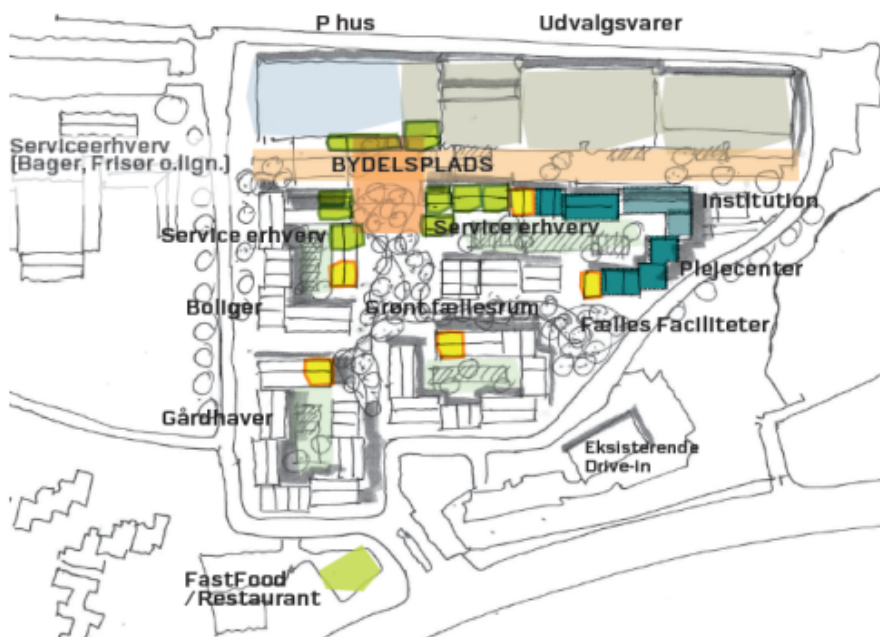 P hus
Udvalgsvarer
Serviceerhverv
(Bager, Frisør o.lign.)
BYDELSPLADS
Institution
Service erhverv
Service erhverv
Plejecenter
Boliger
Grønt fællesrum
Fælles Faciliteter
Gårdhaver
Eksisterende
Drive-in
FastFood
/Restaurant